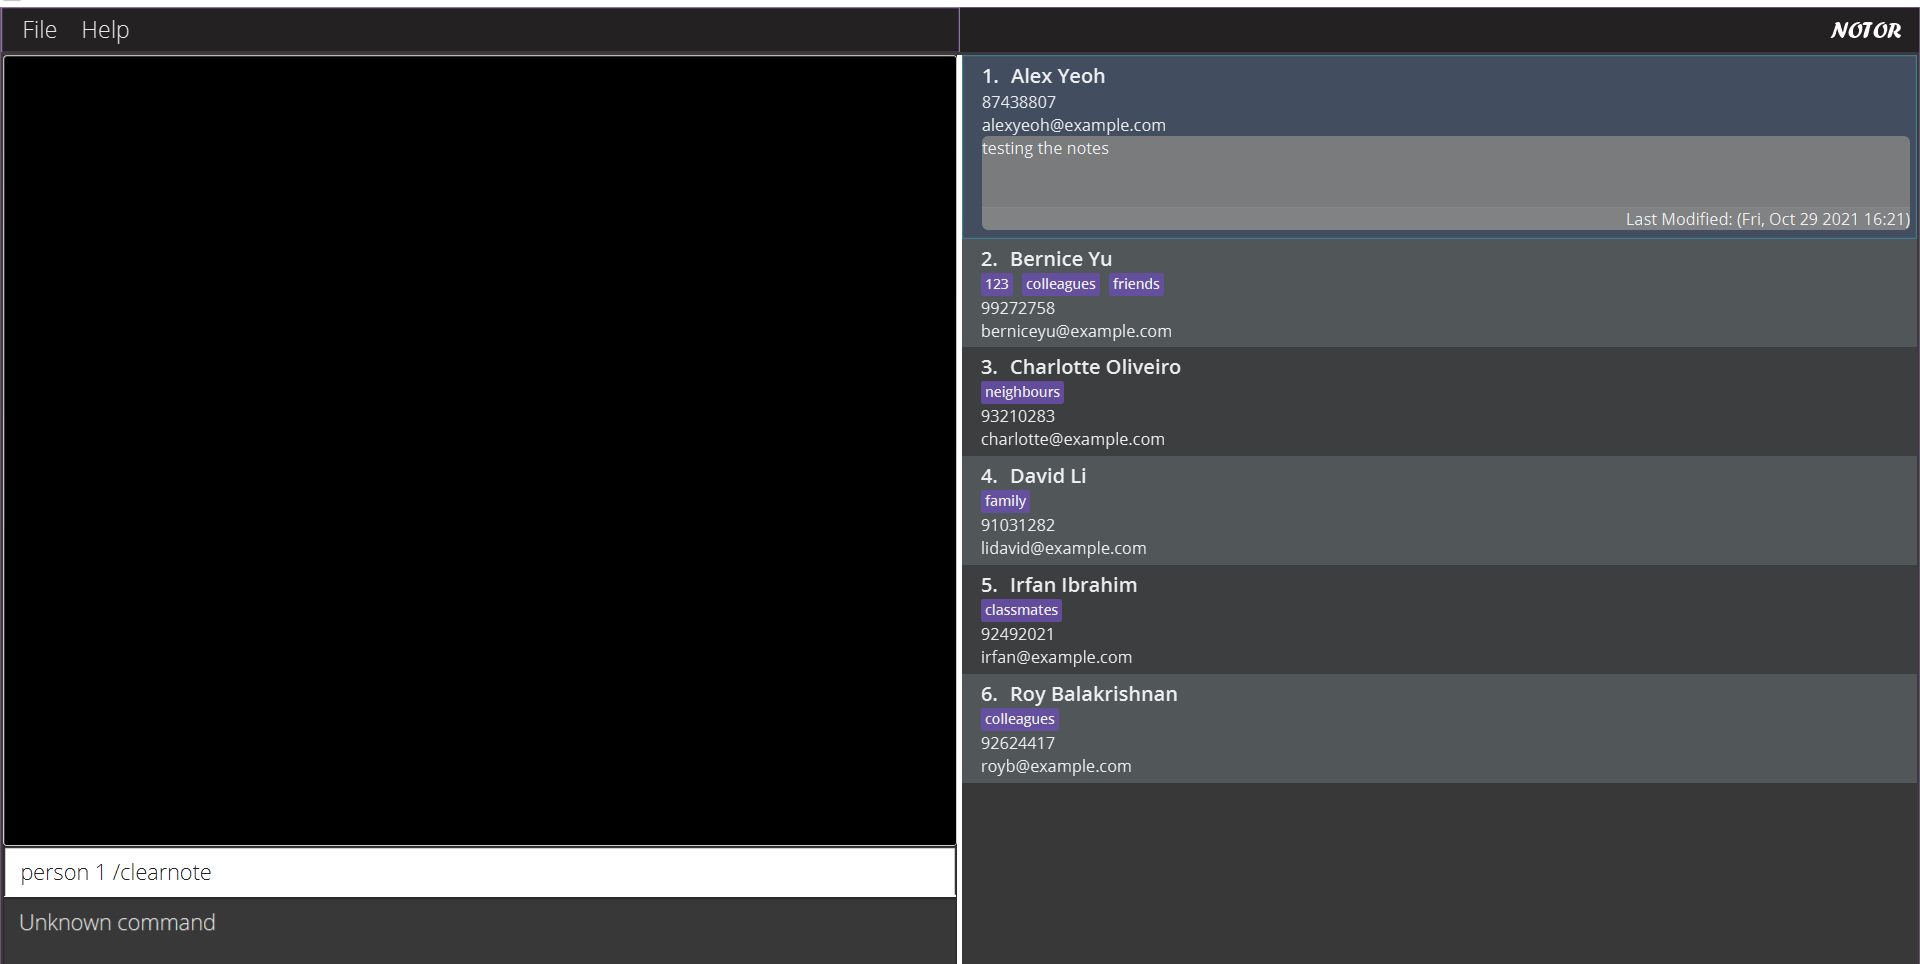 File Help
NOTOR
person 1 /clearnote
Unknown command
1. Alex Yeoh
87438807
alexyeoh@example.com
testing the notes
Last Modified: (Fri, Oct 29 2021 16:21)
2. Bernice Yu
123 colleagues friends
99272758
berniceyu@example.com
3. Charlotte Oliveiro
neighbours
93210283
charlotte@example.com
4. David Li
family
91031282
lidavid@example.com
5. Irfan Ibrahim
classmates
92492021
irfan@example.com
6. Roy Balakrishnan
colleagues
92624417
royb@example.com